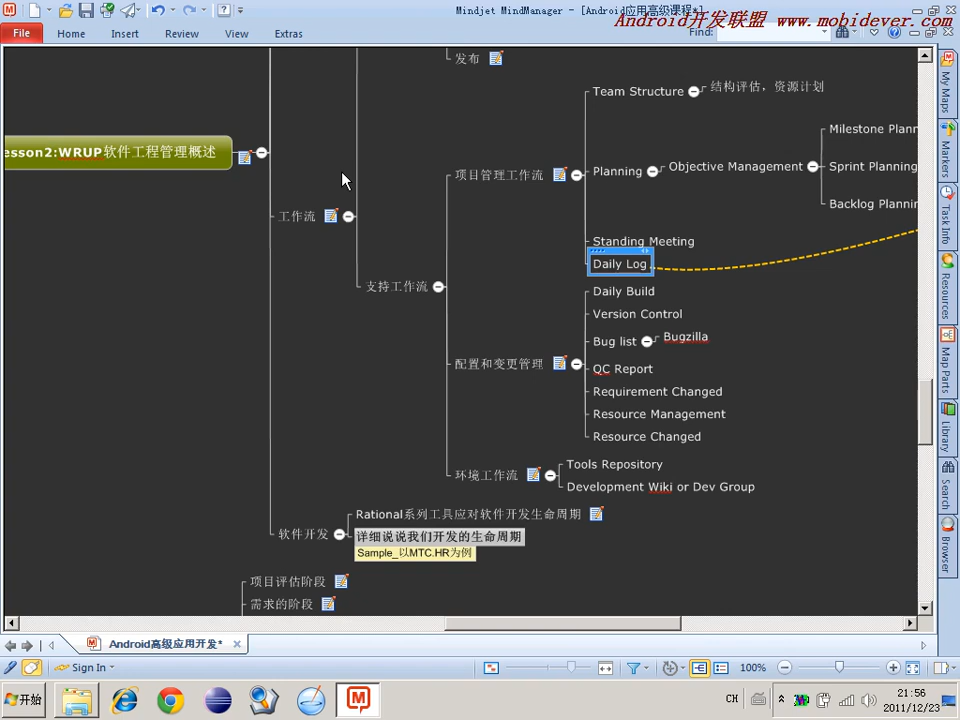 Mindjet MindManager - [Android应用高级课程*]
Android开发联盟 www.mobidever.com
File Home Insert Review View Extras Find:
发布
Team Structure 结构评估，资源计划
My Maps
Milestone Plann
esson2:WRUP软件工程管理概述
Markers
项目管理工作流 Planning Objective Management Sprint Planning
Backlog Plannin
工作流
Task Info
Standing Meeting
Daily Log
支持工作流
Resources
Daily Build
Version Control
Bug list Bugzilla
Map Parts
配置和变更管理
QC Report
Requirement Changed
Resource Management
Library
Resource Changed
环境工作流 Tools Repository
Development Wiki or Dev Group
Search
Rational系列工具应对软件开发生命周期
软件开发 详细说说我们开发的生命周期
Sample_以MTC.HR为例
Browser
项目评估阶段
需求的阶段
Android高级应用开发*
Sign In 100%
开始 CH 21:56
2011/12/23